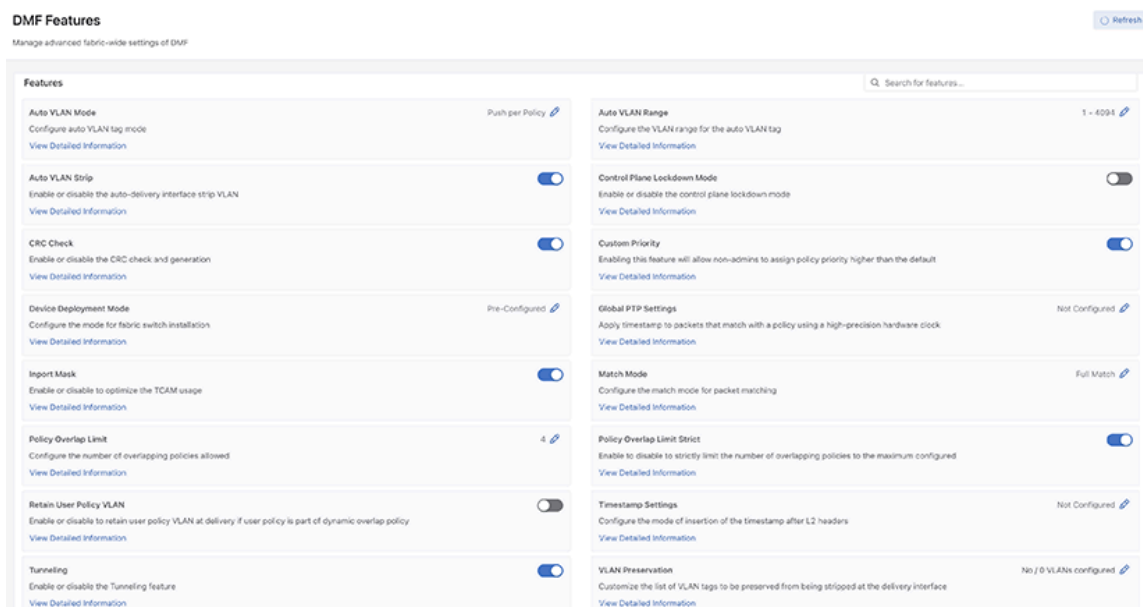 DMF Features
Refresh
Manage advanced fabric-wide settings of DMF
Features
Search for features...
Auto VLAN Mode
Push per Policy
Configure auto VLAN tag mode
View Detailed Information
Auto VLAN Range
1 - 4094
Configure the VLAN range for the auto VLAN tag
View Detailed Information
Auto VLAN Strip
Enable or disable the auto-delivery interface strip VLAN
View Detailed Information
Control Plane Lockdown Mode
Enable or disable the control plane lockdown mode
View Detailed Information
CRC Check
Enable or disable the CRC check and generation
View Detailed Information
Custom Priority
Enabling this feature will allow non-admins to assign policy priority higher than the default
View Detailed Information
Device Deployment Mode
Pre-Configured
Configure the mode for fabric switch installation
View Detailed Information
Global PTP Settings
Not Configured
Apply timestamp to packets that match with a policy using a high-precision hardware clock
View Detailed Information
Inport Mask
Enable or disable to optimize the TCAM usage
View Detailed Information
Match Mode
Full Match
Configure the match mode for packet matching
View Detailed Information
Policy Overlap Limit
4
Configure the number of overlapping policies allowed
View Detailed Information
Policy Overlap Limit Strict
Enable to disable to strictly limit the number of overlapping policies to the maximum configured
View Detailed Information
Retain User Policy VLAN
Enable or disable to retain user policy VLAN at delivery if user policy is part of dynamic overlap policy
View Detailed Information
Timestamp Settings
Not Configured
Configure the mode of insertion of the timestamp after L2 headers
View Detailed Information
Tunneling
Enable or disable the Tunneling feature
View Detailed Information
VLAN Preservation
No / 0 VLANs configured
Customize the list of VLAN tags to be preserved from being stripped at the delivery interface
View Detailed Information